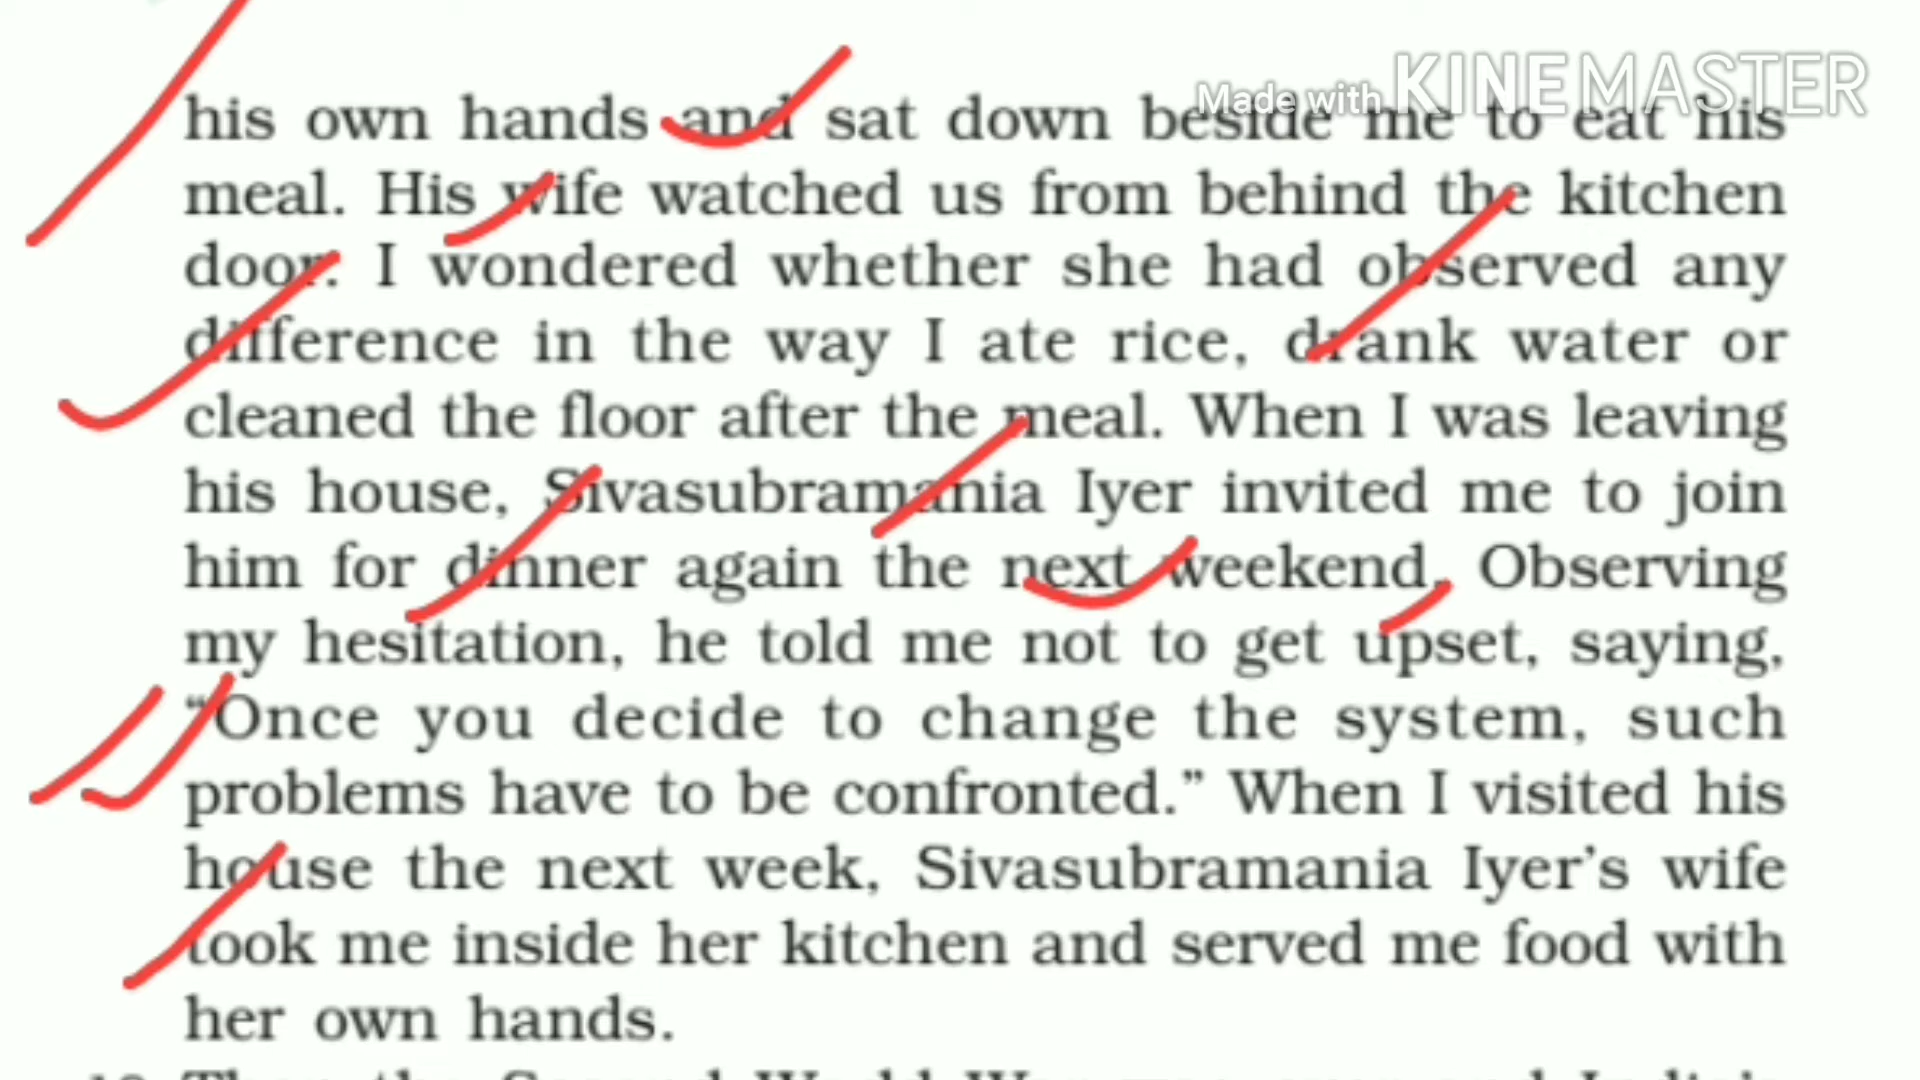 Made with KINEMASTER
his own hands and sat down beside me to eat his
meal. His wife watched us from behind the kitchen
door. I wondered whether she had observed any
difference in the way I ate rice, drank water or
cleaned the floor after the meal. When I was leaving
his house, Sivasubramania Iyer invited me to join
him for dinner again the next weekend. Observing
my hesitation, he told me not to get upset, saying,
“Once you decide to change the system, such
problems have to be confronted.” When I visited his
house the next week, Sivasubramania Iyer’s wife
took me inside her kitchen and served me food with
her own hands.